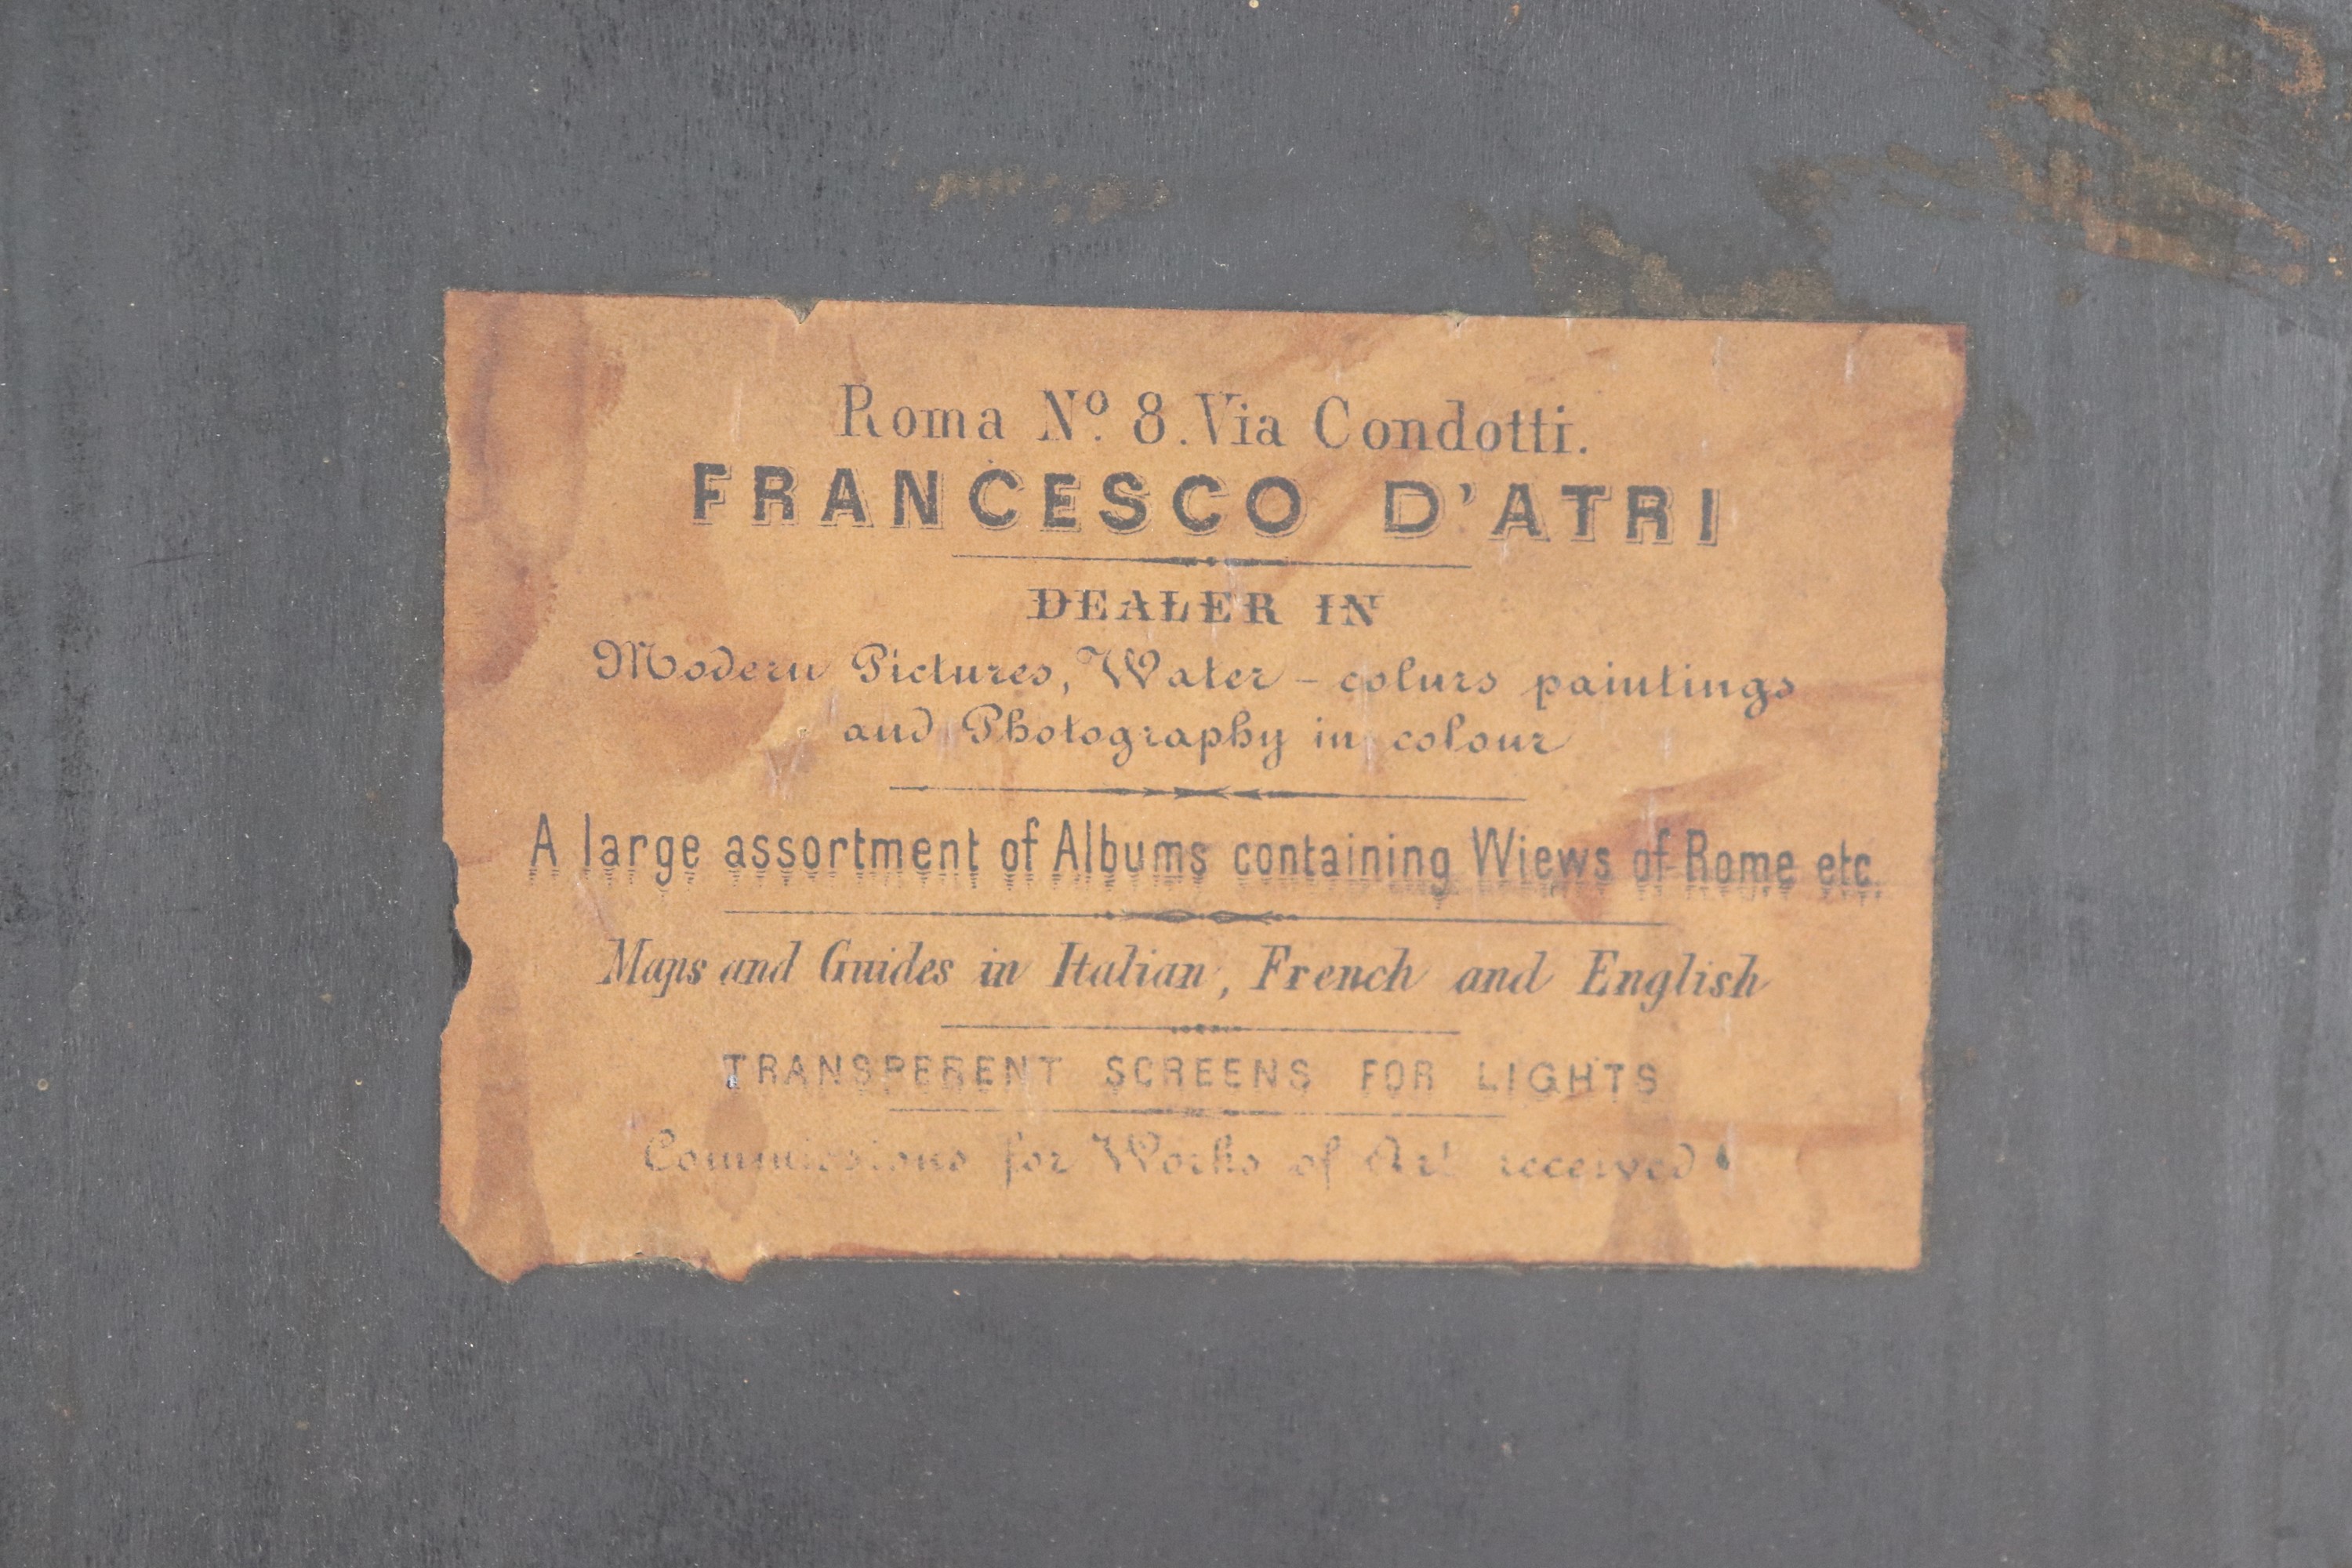 Roma Nº. 8. Via Condotti.
FRANCESCO D'ATRI
DEALER IN
Modern Pictures, Water - colurs paintings
and Photography in colour
A large assortment of Albums containing Wiews of Rome etc.
Maps and Guides in Italian, French and English
TRANSPERENT SCREENS FOR LIGHTS
Commissions for Works of Art received